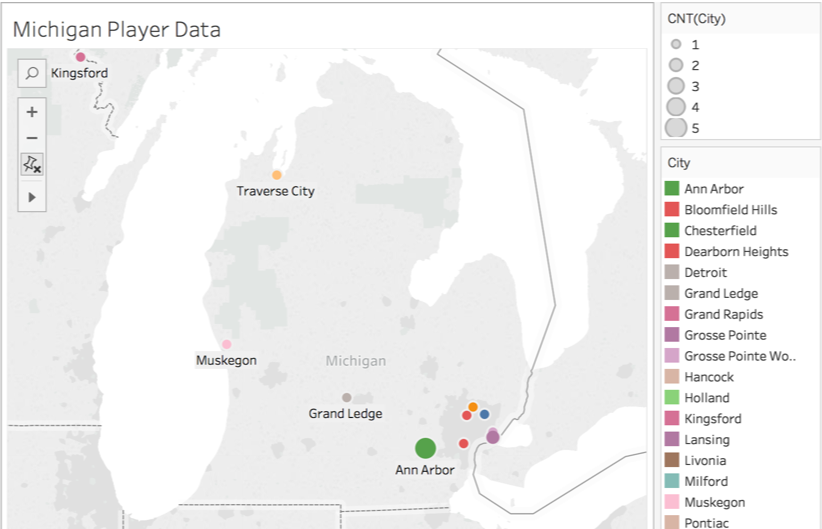 Michigan Player Data
Kingsford
Traverse City
Muskegon
Michigan
Grand Ledge
Ann Arbor
CNT(City)
1
2
3
4
5
City
Ann Arbor
Bloomfield Hills
Chesterfield
Dearborn Heights
Detroit
Grand Ledge
Grand Rapids
Grosse Pointe
Grosse Pointe Wo..
Hancock
Holland
Kingsford
Lansing
Livonia
Milford
Muskegon
Pontiac